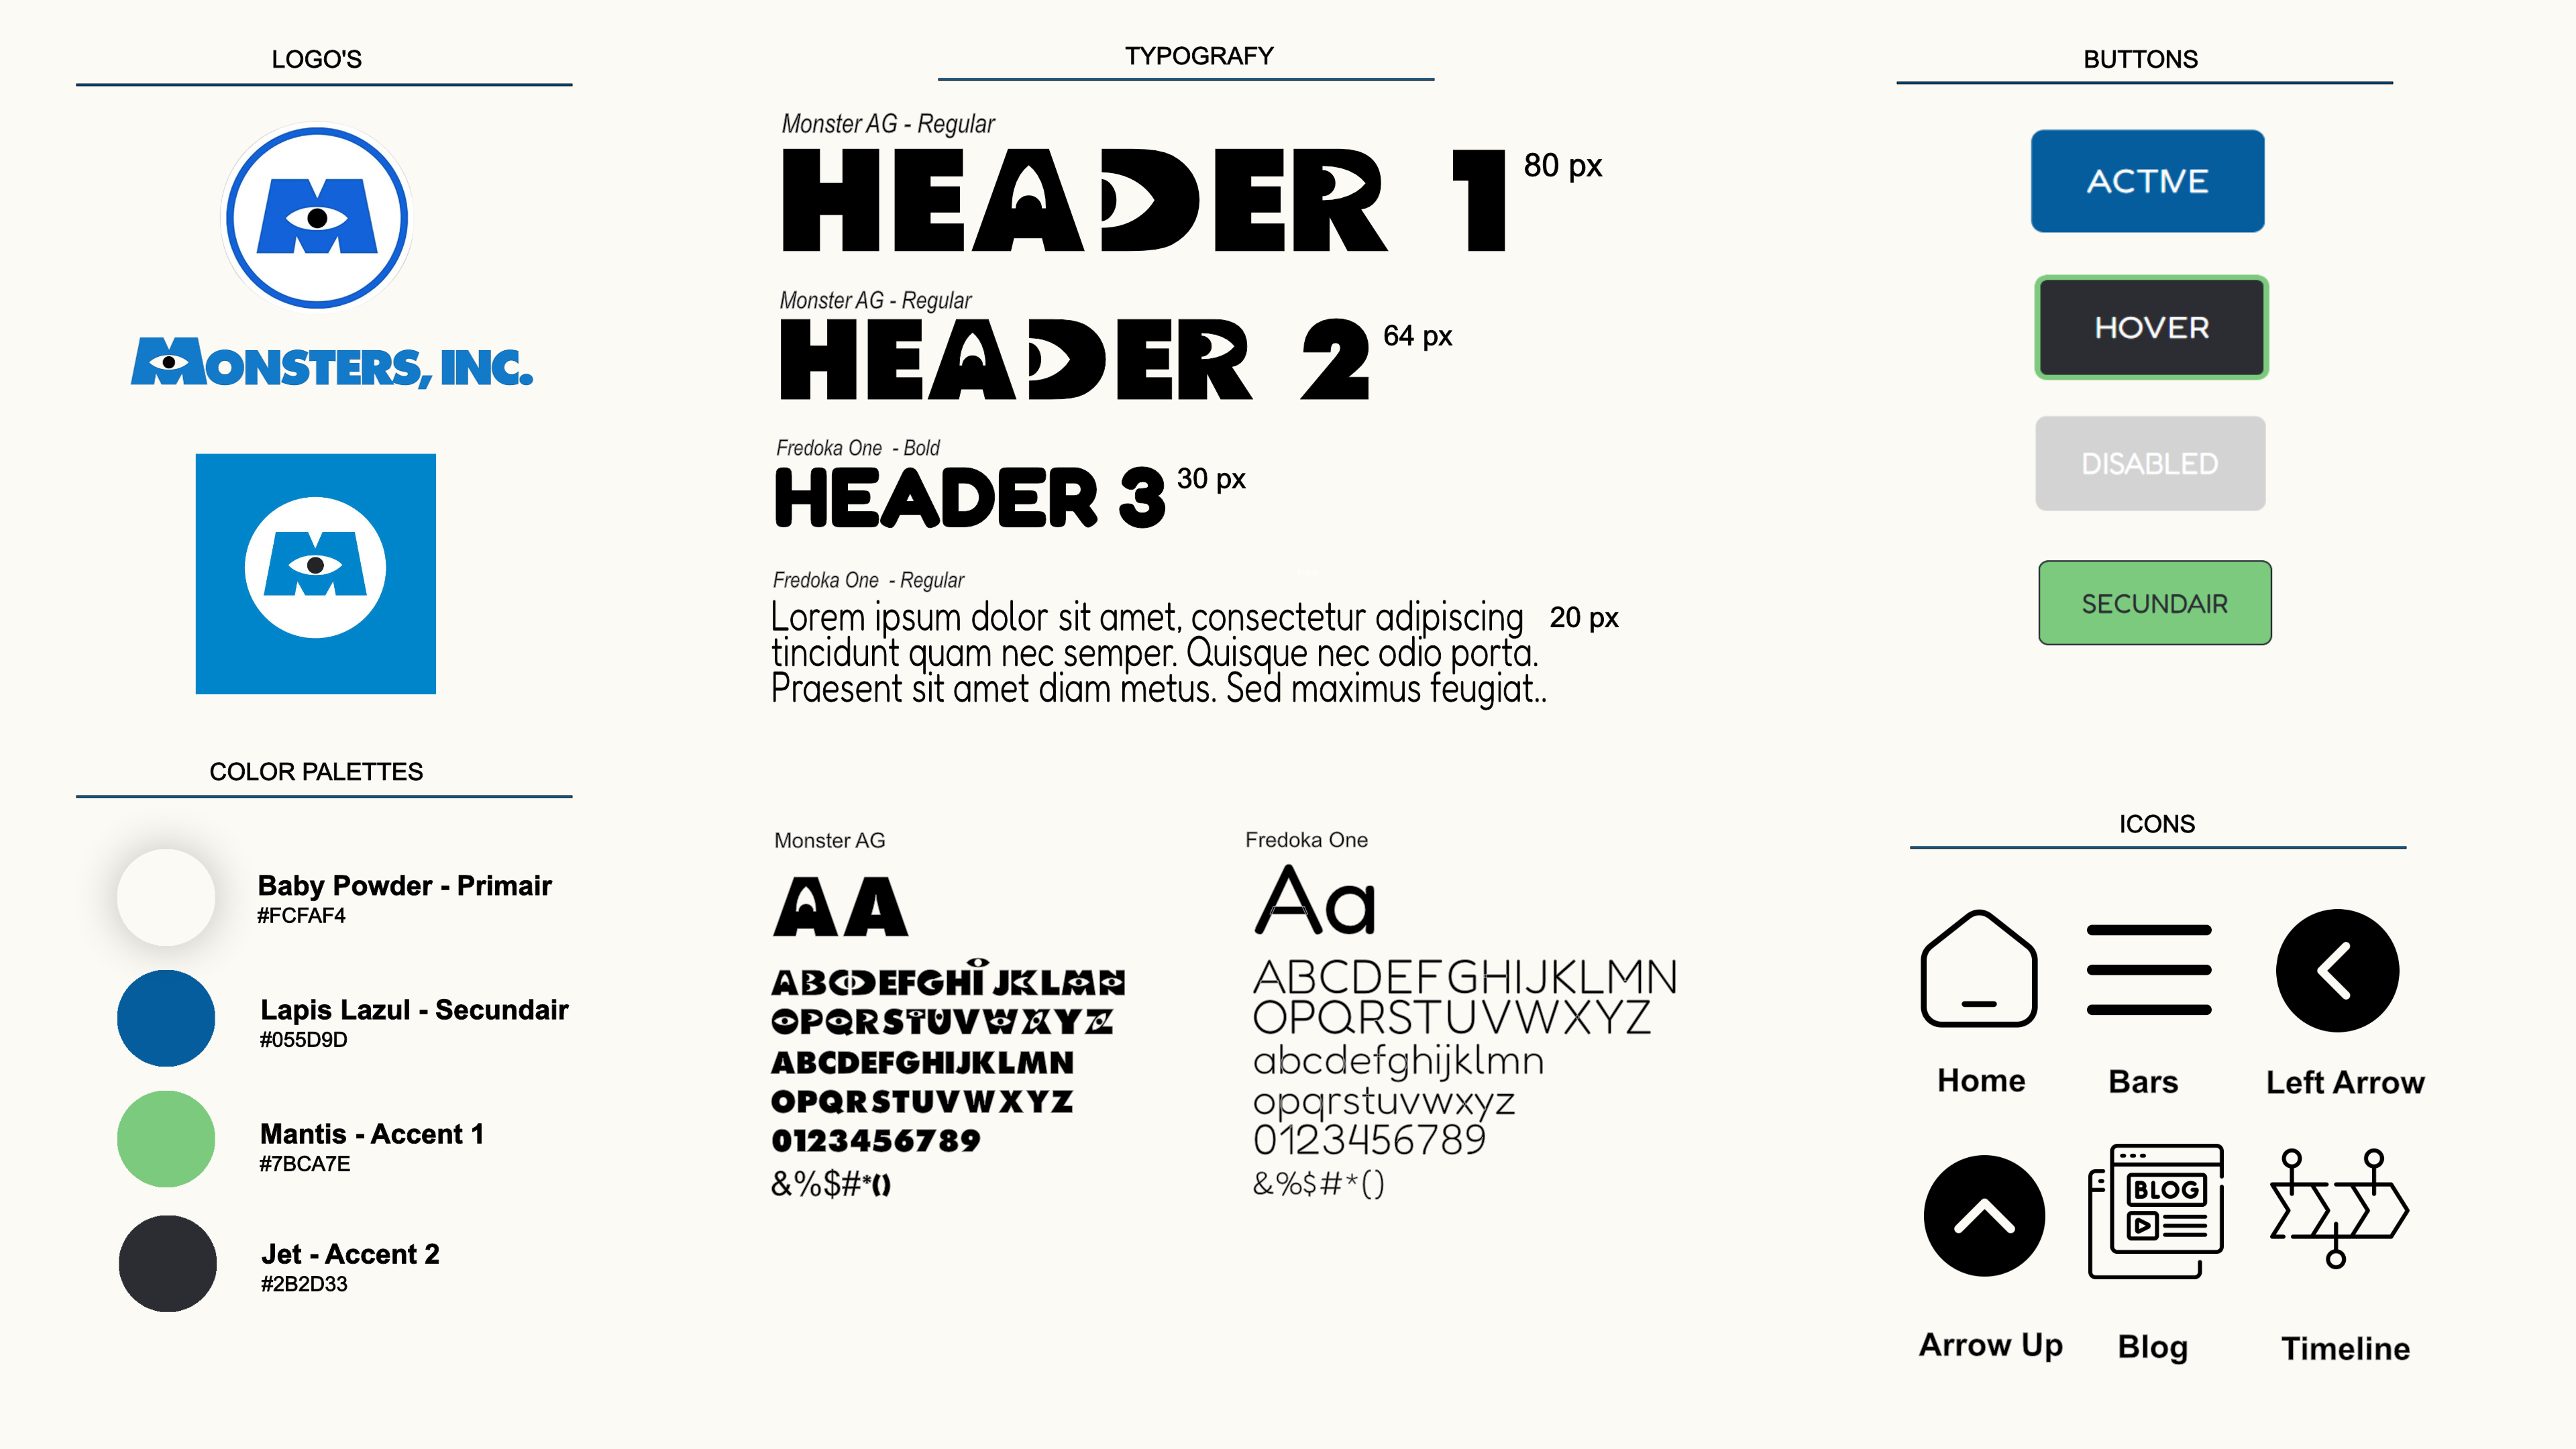 LOGO'S
MONSTERS, INC.
COLOR PALETTES
Baby Powder - Primair
#FCFAF4
Lapis Lazul - Secundair
#055D9D
Mantis - Accent 1
#7BCA7E
Jet - Accent 2
#2B2D33
TYPOGRAFY
Monster AG - Regular
HEADER 1 80 px
Monster AG - Regular
HEADER 2 64 px
Fredoka One - Bold
HEADER 3 30 px
Fredoka One - Regular
Lorem ipsum dolor sit amet, consectetur adipiscing 20 px
tincidunt quam nec semper. Quisque nec odio porta.
Praesent sit amet diam metus. Sed maximus feugiat..
Monster AG
AA
ABCDEFGHI JKLMN
OPQRSTUVWXYZ
ABCDEFGHIJKLMN
OPQRSTUVWXYZ
0123456789
&%$#*()
Fredoka One
Aa
ABCDEFGHIJKLMN
OPQRSTUVWXYZ
abcdefghijklmn
opqrstuvwxyz
0123456789
&%$#*()
BUTTONS
ACTIVE
HOVER
DISABLED
SECUNDAIR
ICONS
Home
Bars
Left Arrow
BLOG
Arrow Up
Blog
Timeline